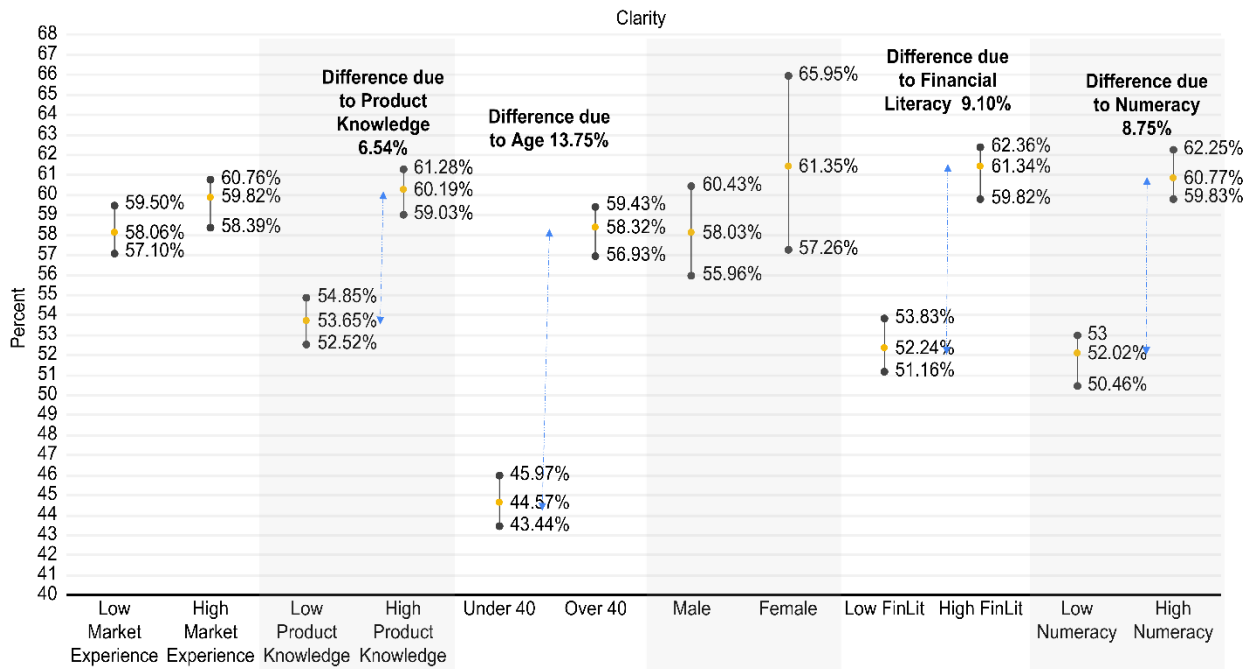 Clarity
Percent
68
67
66
65
64
63
62
61
60
59
58
57
56
55
54
53
52
51
50
49
48
47
46
45
44
43
42
41
40
59.50%
58.06%
57.10%
60.76%
59.82%
58.39%
54.85%
53.65%
52.52%
Difference due
to Product
Knowledge
6.54%
61.28%
60.19%
59.03%
45.97%
44.57%
43.44%
Difference due
to Age 13.75%
59.43%
58.32%
56.93%
60.43%
58.03%
55.96%
65.95%
61.35%
57.26%
Difference due
to Financial
Literacy 9.10%
53.83%
52.24%
51.16%
62.36%
61.34%
59.82%
Difference due
to Numeracy
8.75%
53
52.02%
50.46%
62.25%
60.77%
59.83%
Low
Market
Experience
High
Market
Experience
Low
Product
Knowledge
High
Product
Knowledge
Under 40
Over 40
Male
Female
Low FinLit
High FinLit
Low
Numeracy
High
Numeracy